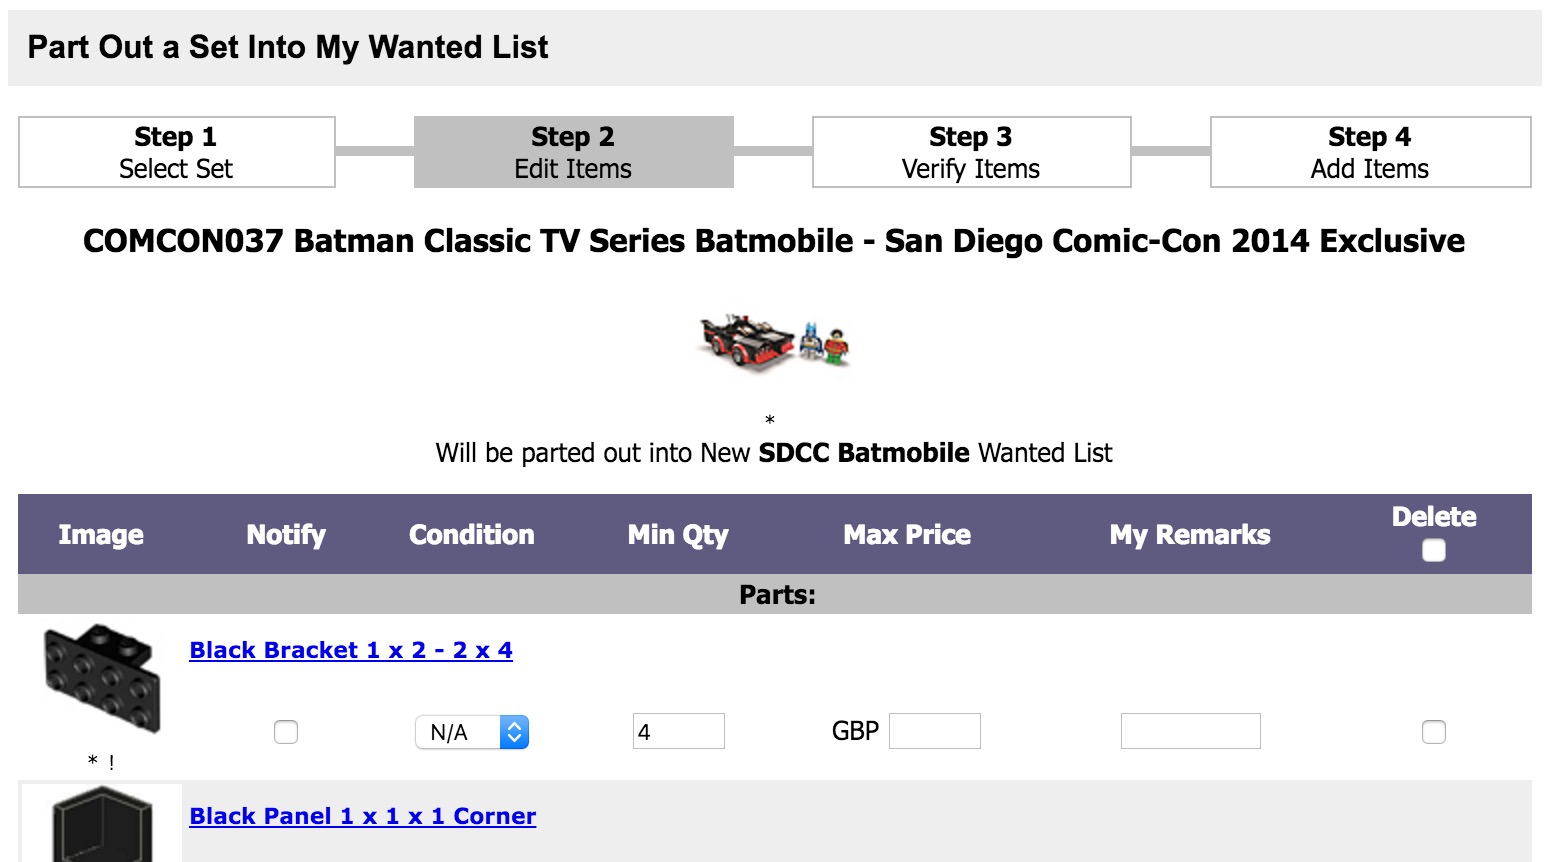 Part Out a Set Into My Wanted List
Step 1
Select Set
Step 2
Edit Items
Step 3
Verify Items
Step 4
Add Items
COMCON037 Batman Classic TV Series Batmobile - San Diego Comic-Con 2014 Exclusive
*
Will be parted out into New SDCC Batmobile Wanted List
Image Notify Condition Min Qty Max Price My Remarks Delete
Parts:
Black Bracket 1 x 2 - 2 x 4
N/A 4 GBP
* !
Black Panel 1 x 1 x 1 Corner